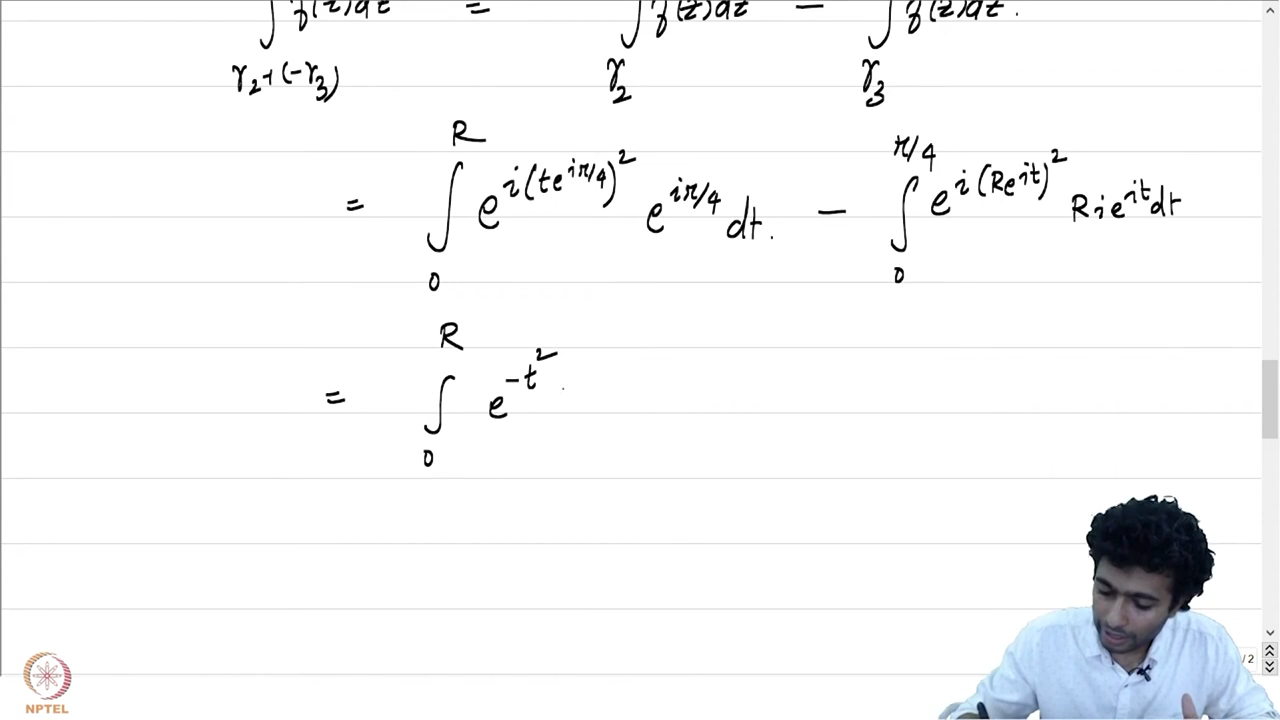 ∫ f(z)dz = ∫ f(z)dz − ∫ f(z)dz.
γ₂+(−γ₃) γ₂ γ₃
= ∫₀^R e^{i(te^{iπ/4})²} e^{iπ/4} dt. − ∫₀^{π/4} e^{i(Re^{it})²} Rie^{it}dt
= ∫₀^R e^{−t²}
/2
NPTEL